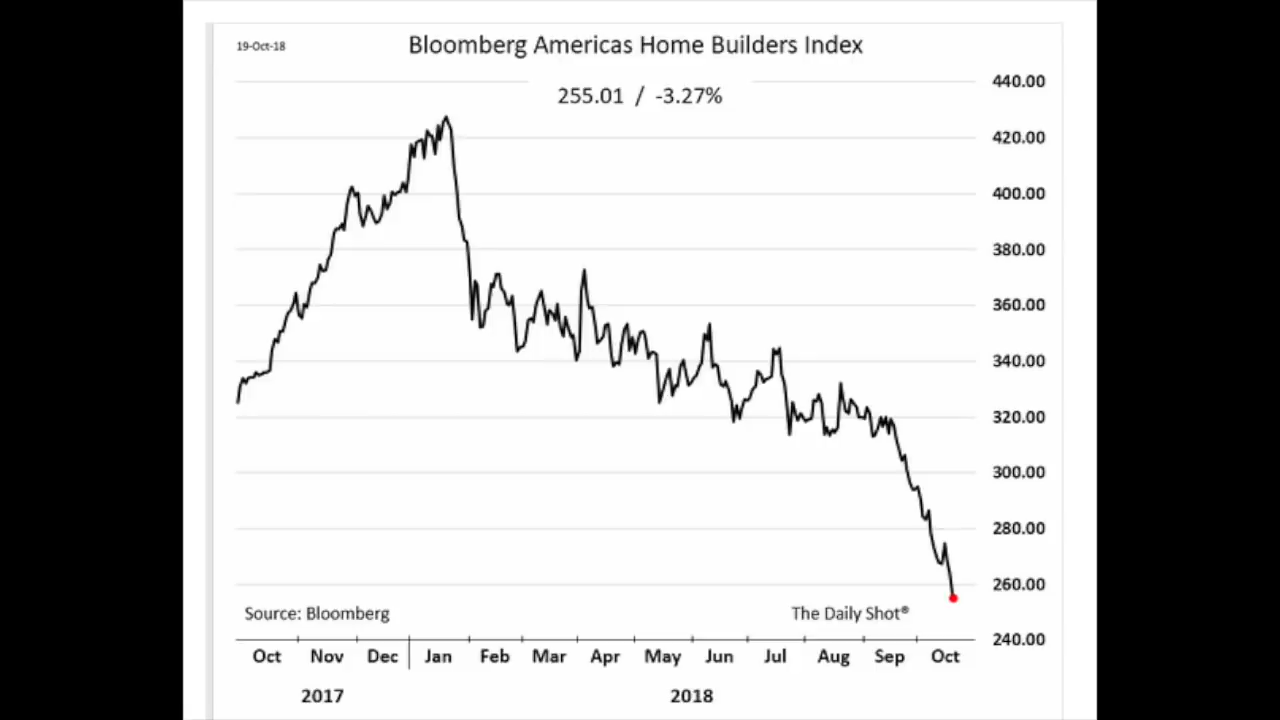 19-Oct-18
Bloomberg Americas Home Builders Index
255.01 / -3.27%
440.00
420.00
400.00
380.00
360.00
340.00
320.00
300.00
280.00
260.00
240.00
Source: Bloomberg
The Daily Shot®
Oct Nov Dec Jan Feb Mar Apr May Jun Jul Aug Sep Oct
2017 2018